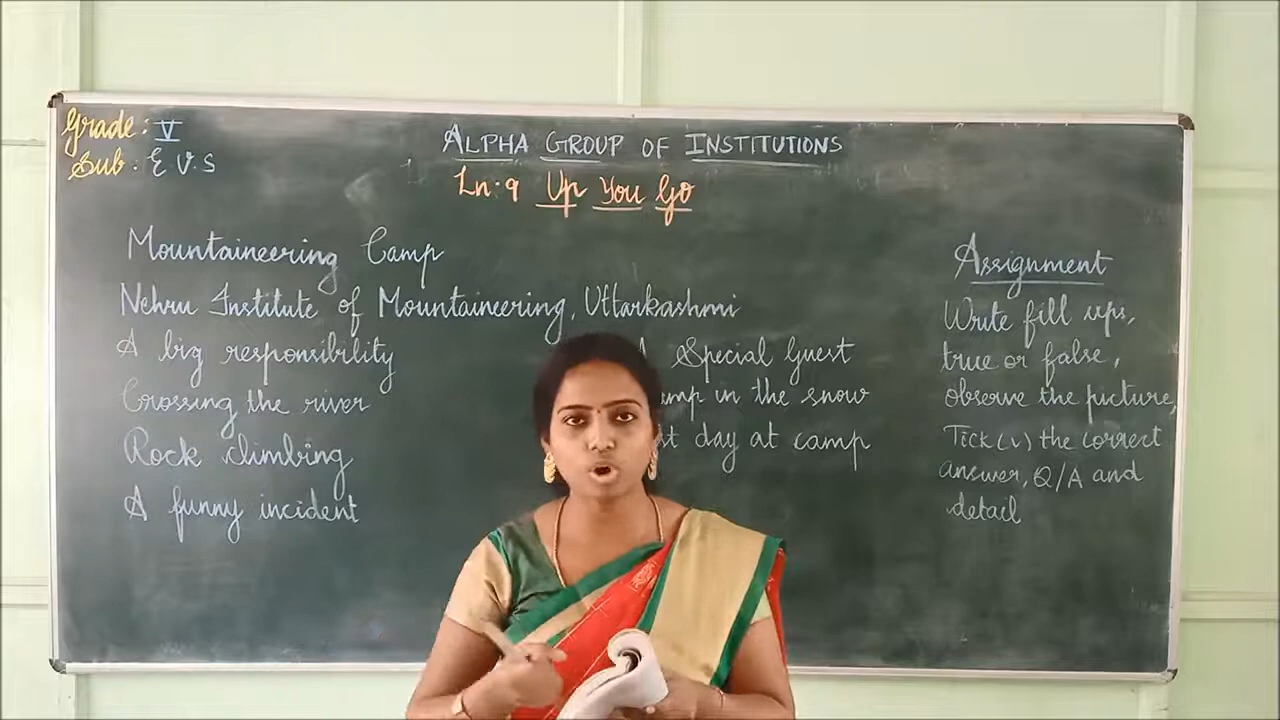 Grade: V
Sub: E V.S
ALPHA GROUP OF INSTITUTIONS
Ln:9 Up You Go
Mountaineering Camp
Nehru Institute of Mountaineering, Uttarkashmi
A big responsibility
Crossing the river
Rock climbing
A funny incident
Special Guest
in the snow
day at camp
Assignment
Write fill ups,
true or false,
observe the picture,
Tick(✓) the correct
answer, Q/A and
detail